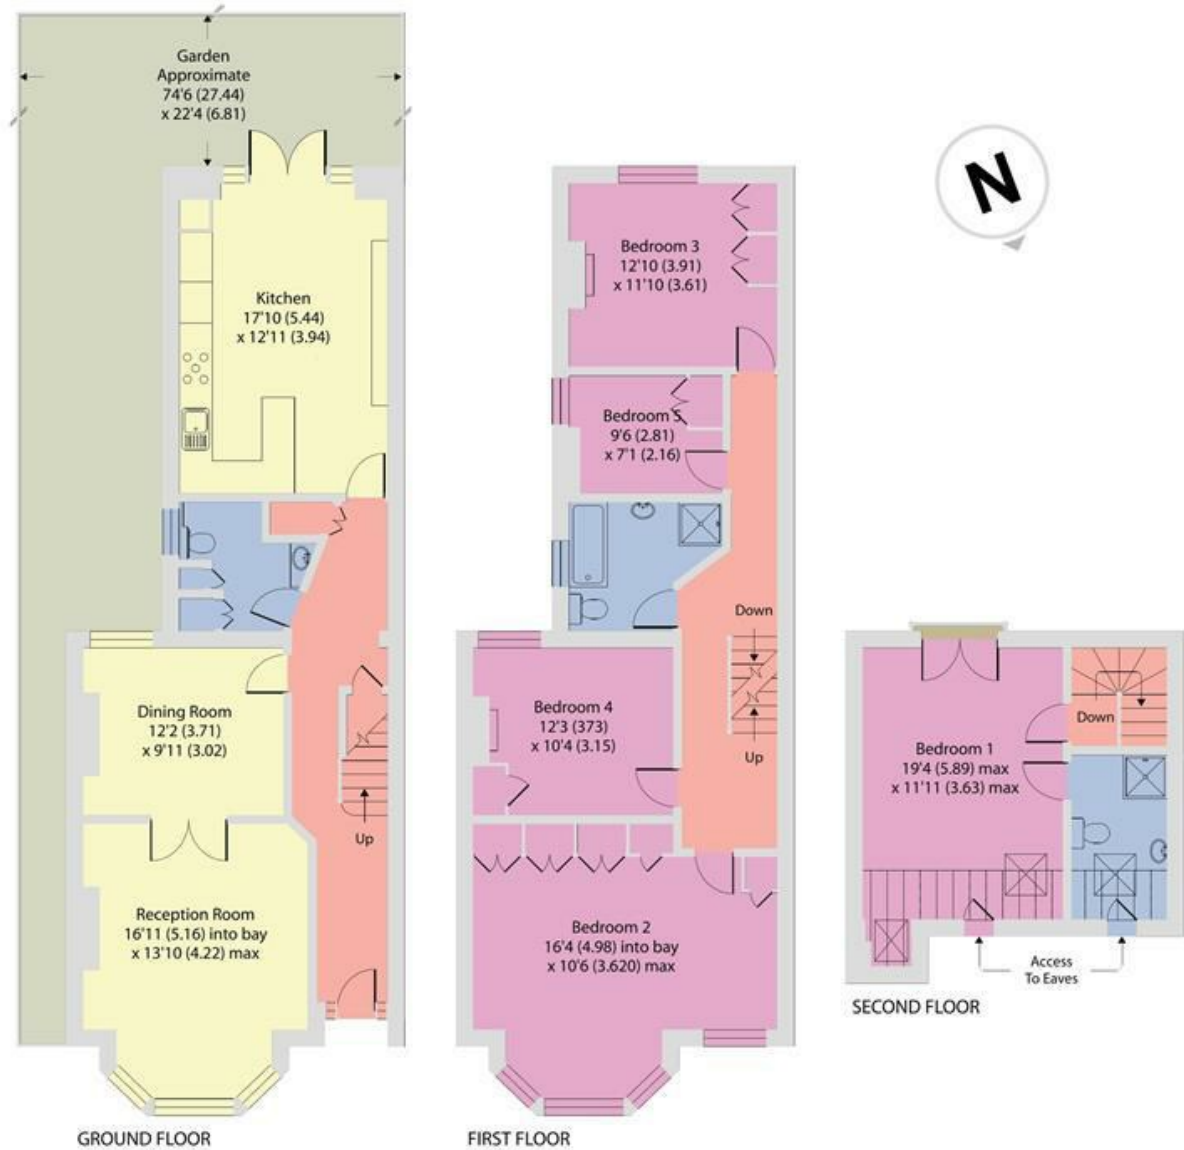 Garden
Approximate
74'6 (27.44)
x 22'4 (6.81)
Kitchen
17'10 (5.44)
x 12'11 (3.94)
Dining Room
12'2 (3.71)
x 9'11 (3.02)
Up
Reception Room
16'11 (5.16) into bay
x 13'10 (4.22) max
GROUND FLOOR
Bedroom 3
12'10 (3.91)
x 11'10 (3.61)
Bedroom 5
9'6 (2.81)
x 7'1 (2.16)
Down
Up
Bedroom 4
12'3 (373)
x 10'4 (3.15)
Bedroom 2
16'4 (4.98) into bay
x 10'6 (3.620) max
FIRST FLOOR
N
Down
Bedroom 1
19'4 (5.89) max
x 11'11 (3.63) max
Access
To Eaves
SECOND FLOOR